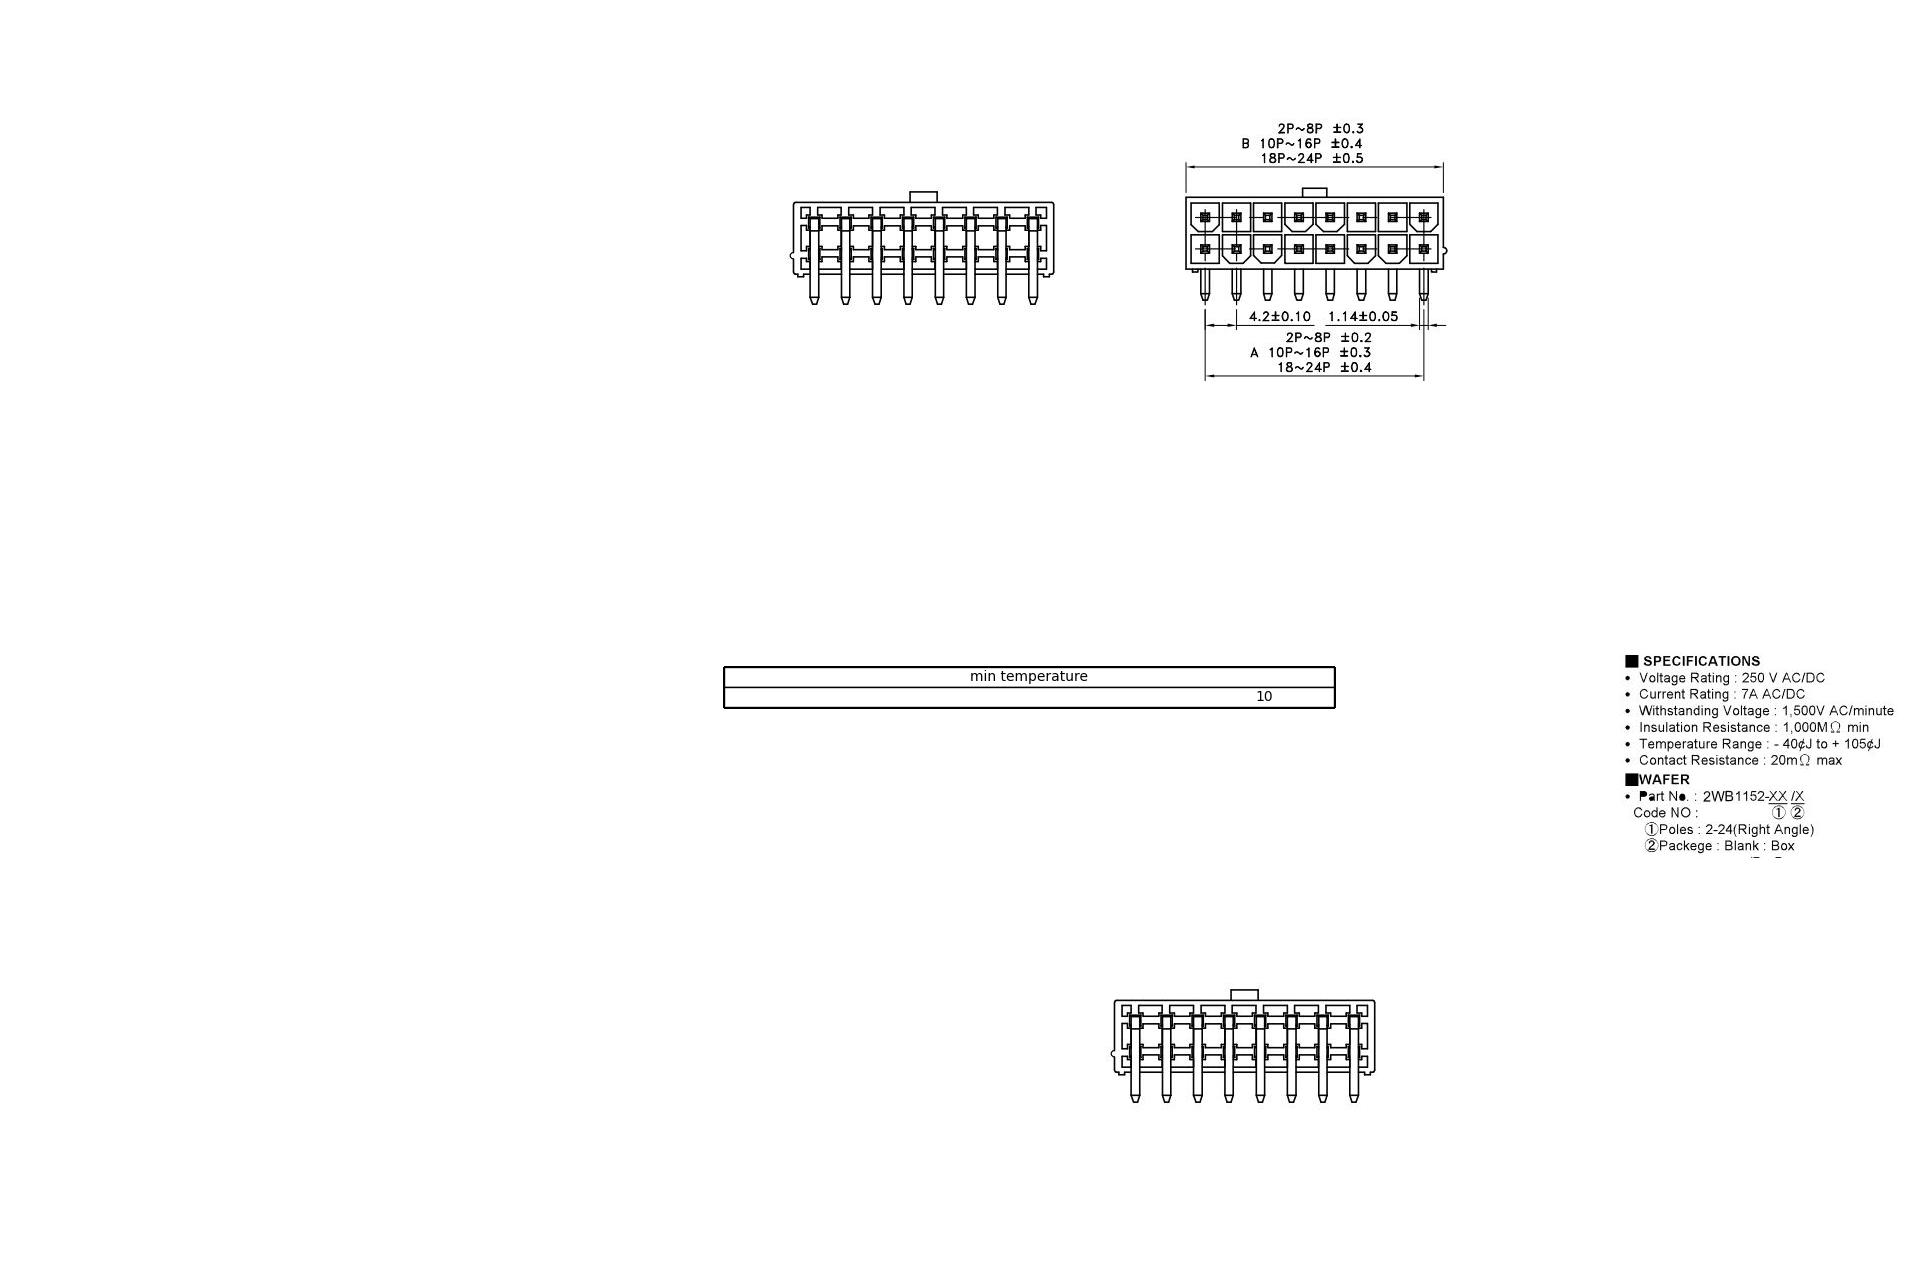 2P~8P ±0.3
B 10P~16P ±0.4
18P~24P ±0.5
4.2±0.10 1.14±0.05
2P~8P ±0.2
A 10P~16P ±0.3
18~24P ±0.4
min temperature
10
■ SPECIFICATIONS
• Voltage Rating : 250 V AC/DC
• Current Rating : 7A AC/DC
• Withstanding Voltage : 1,500V AC/minute
• Insulation Resistance : 1,000MΩ min
• Temperature Range : - 40¢J to + 105¢J
• Contact Resistance : 20mΩ max
■WAFER
• Part No. : 2WB1152-XX /X
Code NO : ① ②
①Poles : 2-24(Right Angle)
②Packege : Blank : Box